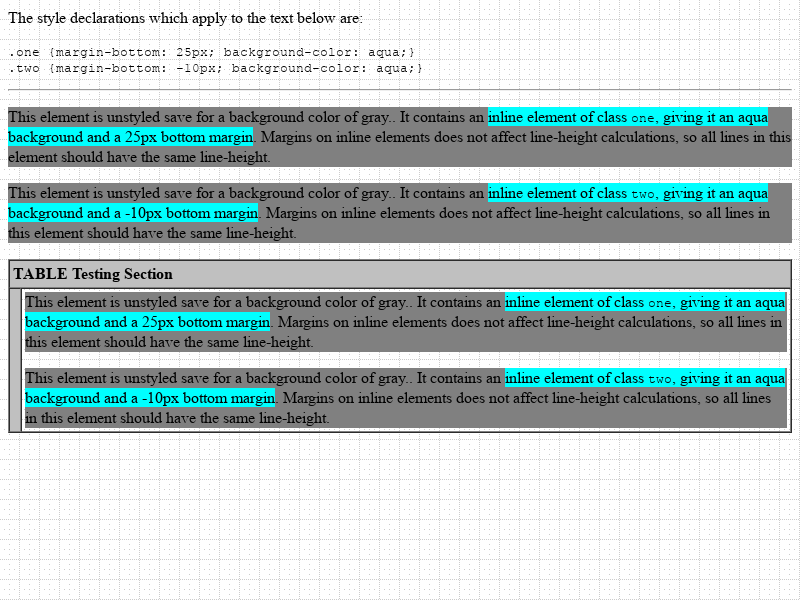 The style declarations which apply to the text below are:
.one {margin-bottom: 25px; background-color: aqua;}
.two {margin-bottom: -10px; background-color: aqua;}
This element is unstyled save for a background color of gray.. It contains an inline element of class one, giving it an aqua
background and a 25px bottom margin. Margins on inline elements does not affect line-height calculations, so all lines in this
element should have the same line-height.
This element is unstyled save for a background color of gray.. It contains an inline element of class two, giving it an aqua
background and a -10px bottom margin. Margins on inline elements does not affect line-height calculations, so all lines in
this element should have the same line-height.
TABLE Testing Section
This element is unstyled save for a background color of gray.. It contains an inline element of class one, giving it an aqua
background and a 25px bottom margin. Margins on inline elements does not affect line-height calculations, so all lines in
this element should have the same line-height.
This element is unstyled save for a background color of gray.. It contains an inline element of class two, giving it an aqua
background and a -10px bottom margin. Margins on inline elements does not affect line-height calculations, so all lines
in this element should have the same line-height.